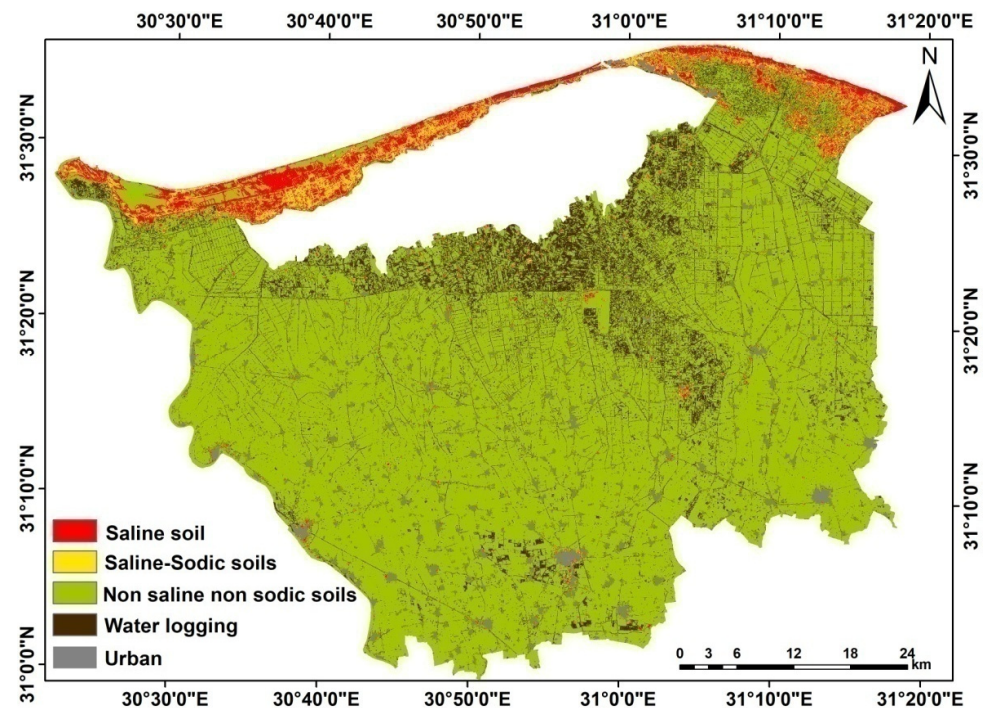 30°30'0"E 30°40'0"E 30°50'0"E 31°0'0"E 31°10'0"E 31°20'0"E
N
31°30'0"N
31°30'0"N
31°20'0"N
31°20'0"N
31°10'0"N
31°10'0"N
31°0'0"N
Saline soil
Saline-Sodic soils
Non saline non sodic soils
Water logging
Urban
0 3 6 12 18 24
km
30°30'0"E 30°40'0"E 30°50'0"E 31°0'0"E 31°10'0"E 31°20'0"E